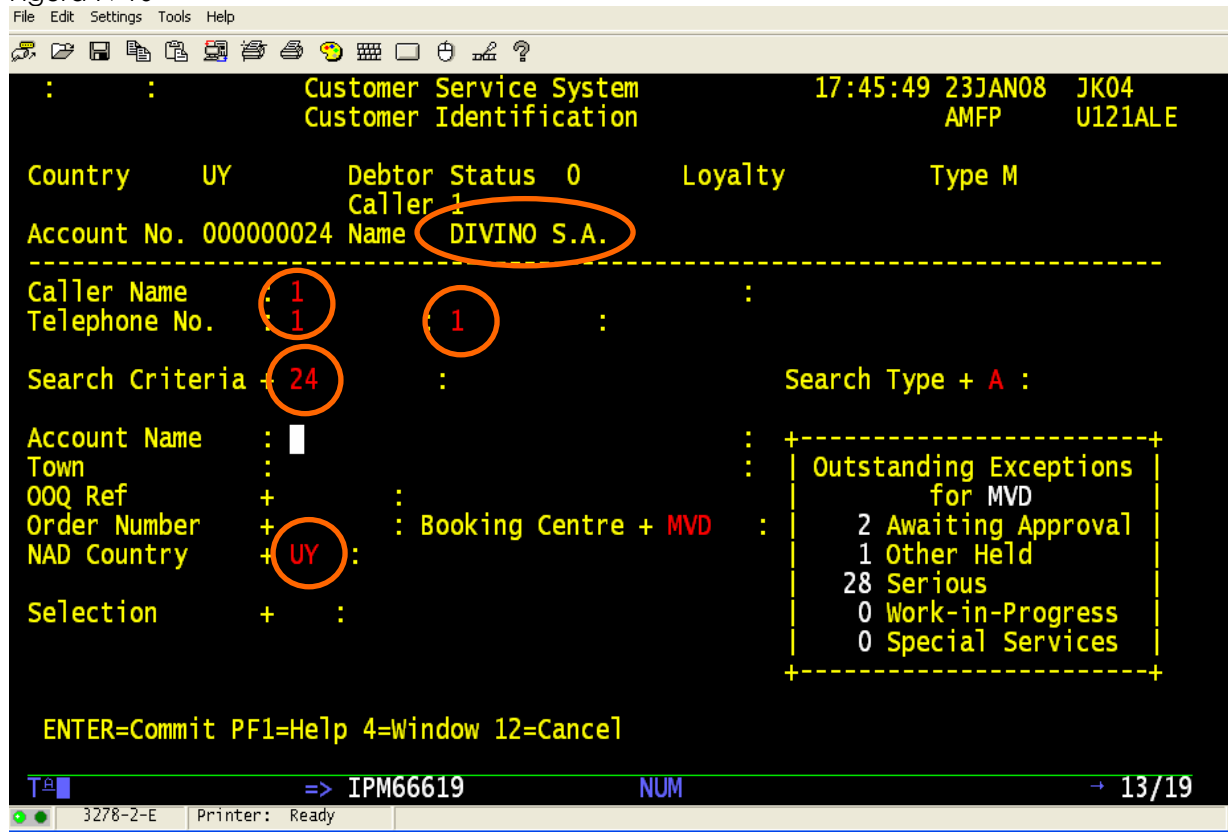 File Edit Settings Tools Help
: : Customer Service System 17:45:49 23JAN08 JK04
Customer Identification AMFP U121ALE
Country UY Debtor Status 0 Loyalty Type M
Caller 1
Account No. 000000024 Name DIVINO S.A.
--------------------------------------------------------------------------------
Caller Name : 1 :
Telephone No. : 1 : 1 :
Search Criteria + 24 : Search Type + A :
Account Name : : +------------------------+
Town : : | Outstanding Exceptions |
OOQ Ref + : | for MVD |
Order Number + : Booking Centre + MVD : | 2 Awaiting Approval |
NAD Country + UY : | 1 Other Held |
| 28 Serious |
Selection + : | 0 Work-in-Progress |
| 0 Special Services |
+------------------------+
ENTER=Commit PF1=Help 4=Window 12=Cancel
=> IPM66619 NUM → 13/19
3278-2-E Printer: Ready